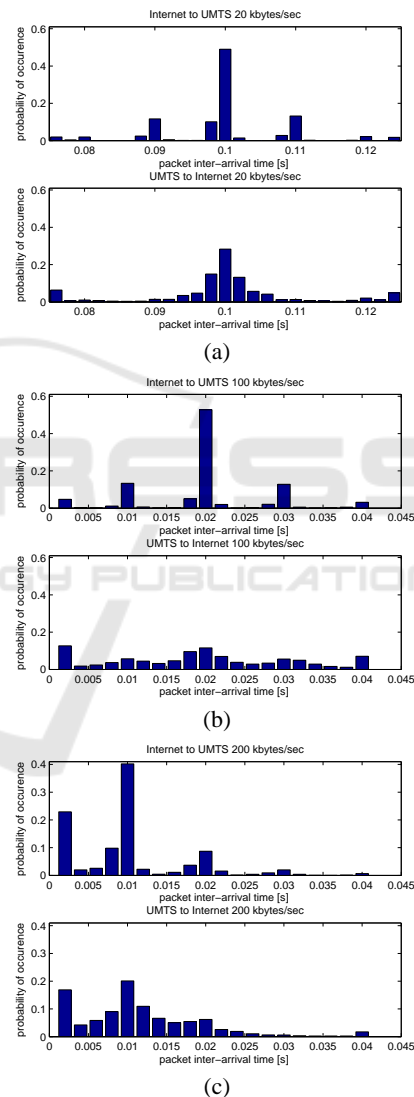 Internet to UMTS 20 kbytes/sec
0.6
0.4
0.2
0
0.08 0.09 0.1 0.11 0.12
probability of occurence
packet inter−arrival time [s]
UMTS to Internet 20 kbytes/sec
0.6
0.4
0.2
0
0.08 0.09 0.1 0.11 0.12
probability of occurence
packet inter−arrival time [s]
(a)
Internet to UMTS 100 kbytes/sec
0.6
0.4
0.2
0
0 0.005 0.01 0.015 0.02 0.025 0.03 0.035 0.04 0.045
probability of occurence
packet inter−arrival time [s]
UMTS to Internet 100 kbytes/sec
0.6
0.4
0.2
0
0 0.005 0.01 0.015 0.02 0.025 0.03 0.035 0.04 0.045
probability of occurence
packet inter−arrival time [s]
(b)
Internet to UMTS 200 kbytes/sec
0.4
0.3
0.2
0.1
0
0 0.005 0.01 0.015 0.02 0.025 0.03 0.035 0.04 0.045
probability of occurence
packet inter−arrival time [s]
UMTS to Internet 200 kbytes/sec
0.4
0.3
0.2
0.1
0
0 0.005 0.01 0.015 0.02 0.025 0.03 0.035 0.04 0.045
probability of occurence
packet inter−arrival time [s]
(c)